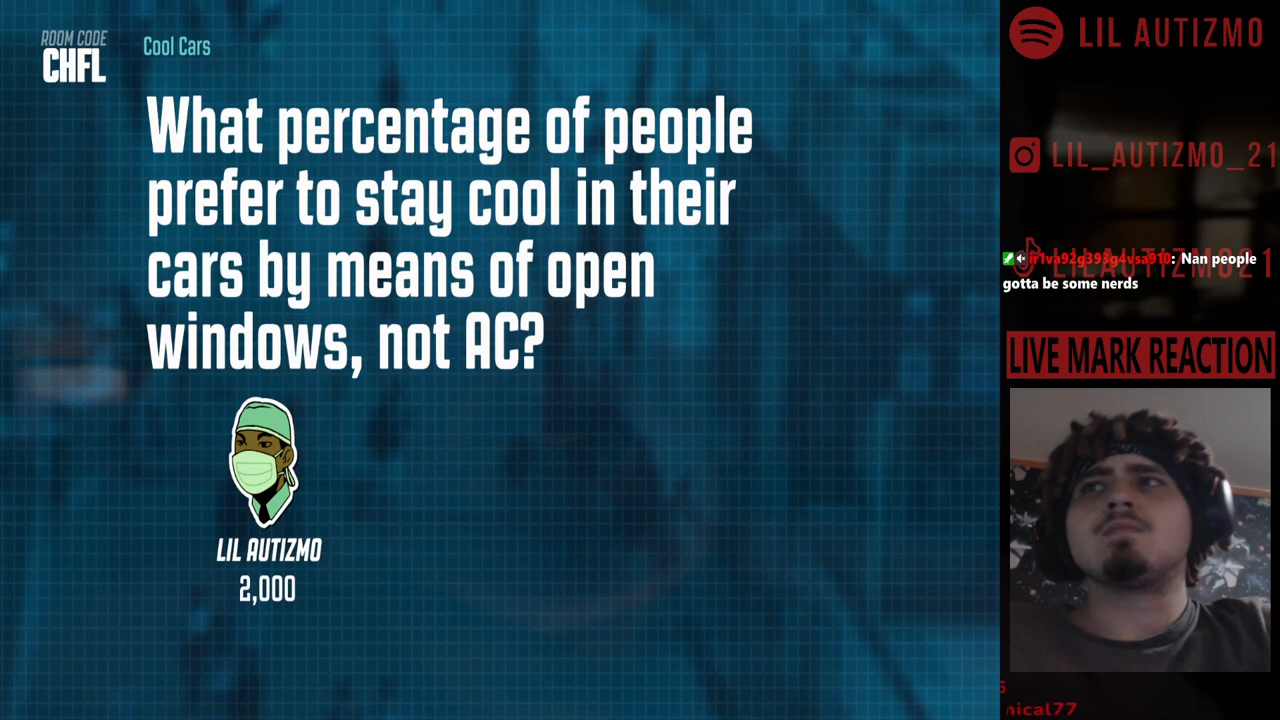 ROOM CODE
CHFL
Cool Cars
What percentage of people
prefer to stay cool in their
cars by means of open
windows, not AC?
LIL AUTIZMO
2,000
LIL AUTIZMO
LIL_AUTIZMO_21
LILAUTIZMO21
: Nan people
gotta be some nerds
LIVE MARK REACTION
nical77